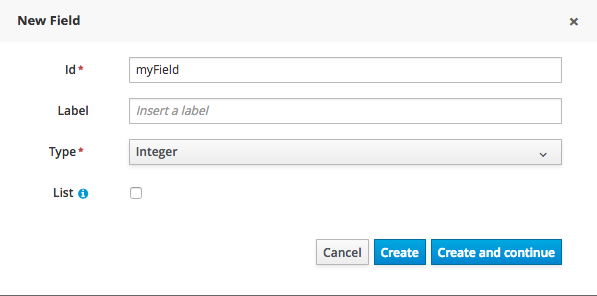 New Field
Id *
myField
Label
Insert a label
Type *
Integer
List
Cancel
Create
Create and continue